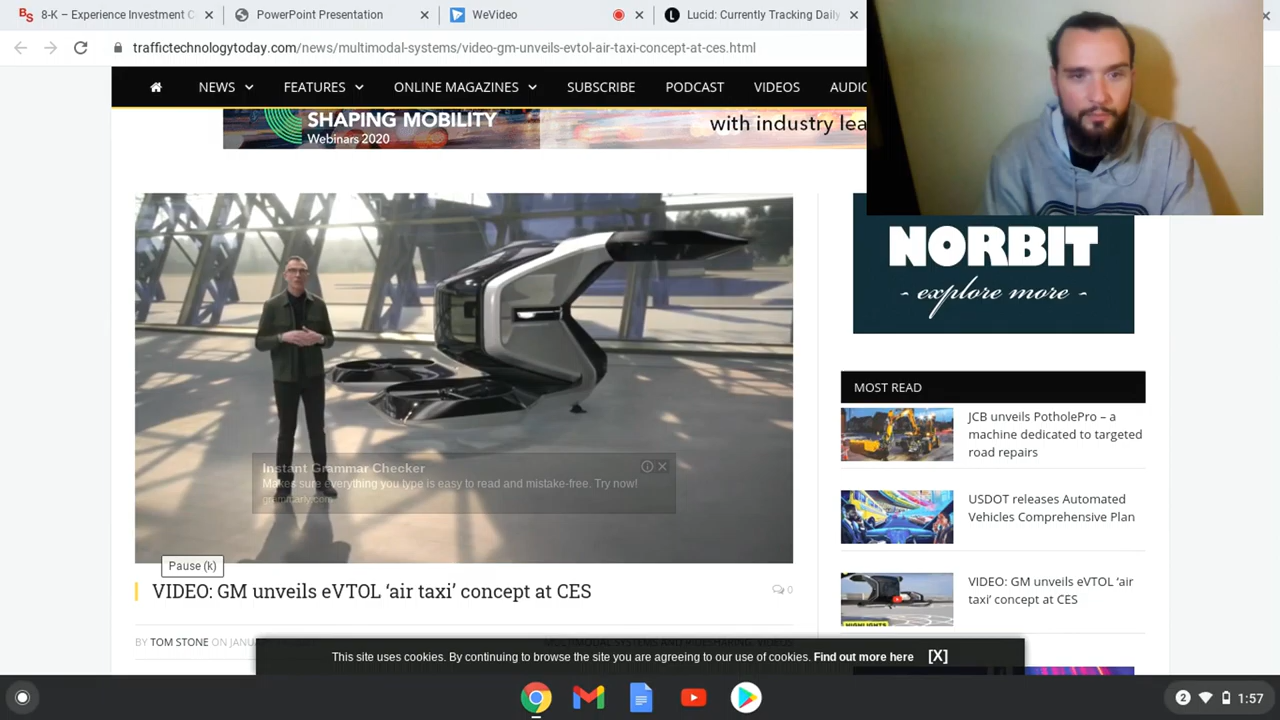 8-K – Experience Investment C
PowerPoint Presentation
WeVideo
Lucid: Currently Tracking Daily
traffictechnologytoday.com/news/multimodal-systems/video-gm-unveils-evtol-air-taxi-concept-at-ces.html
NEWS
FEATURES
ONLINE MAGAZINES
SUBSCRIBE
PODCAST
VIDEOS
AUDIO
SHAPING MOBILITY
Webinars 2020
with industry lea
NORBIT
- explore more -
MOST READ
JCB unveils PotholePro – a
machine dedicated to targeted
road repairs
USDOT releases Automated
Vehicles Comprehensive Plan
VIDEO: GM unveils eVTOL ‘air
taxi’ concept at CES
HIGHLIGHTS
Instant Grammar Checker
Makes sure everything you type is easy to read and mistake-free. Try now!
grammarly.com
Pause (k)
VIDEO: GM unveils eVTOL ‘air taxi’ concept at CES
0
BY TOM STONE ON JANU
This site uses cookies. By continuing to browse the site you are agreeing to our use of cookies. Find out more here [X]
2
1:57